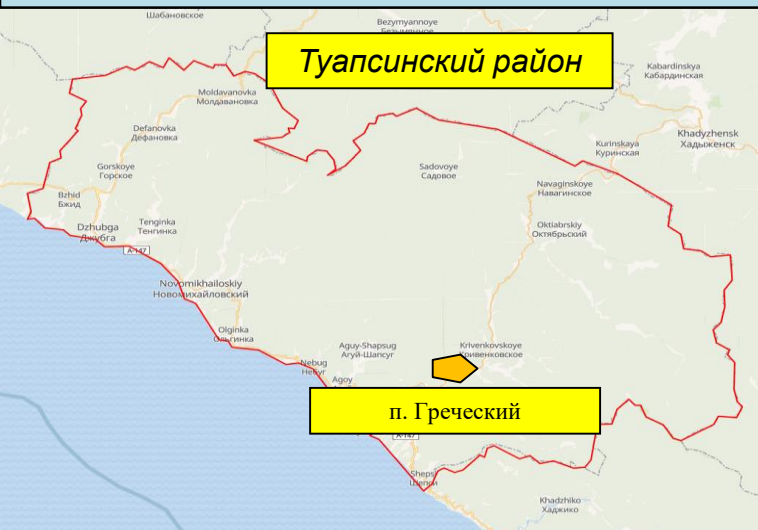 Шабановское
Bezymyannoye
Безымянное
Туапсинский район
Kabardinskaya
Кабардинская
Moldavanovka
Молдавановка
Defanovka
Дефановка
Khadyzhensk
Хадыженск
Kurinskaya
Куринская
Gorskoye
Горское
Sadovoye
Садовое
Navaginskoye
Навагинское
Bzhid
Бжид
Dzhubga
Джубга
Tenginka
Тенгинка
Oktiabrskiy
Октябрьский
A-147
Novomikhailoskiy
Новомихайловский
Olginka
Ольгинка
Aguy-Shapsug
Агуй-Шапсуг
Krivenkovskoye
Кривенковское
Nebug
Небуг
Agoy
п. Греческий
A-147
Shepsi
Шепси
Khadzhiko
Хаджико